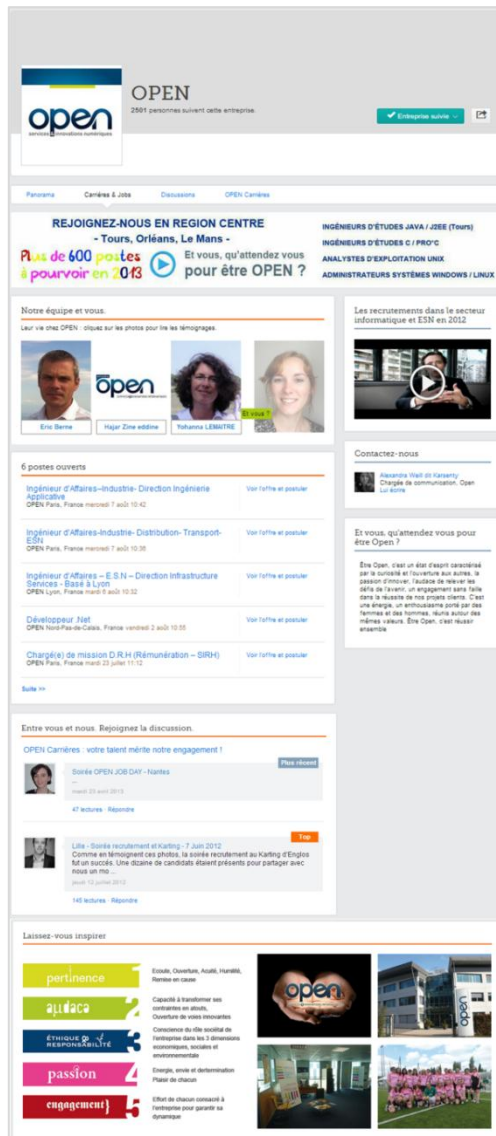 open
services & innovations numériques
OPEN
2501 personnes suivent cette entreprise.
Entreprise suivie
Panorama
Carrières & Jobs
Discussions
OPEN Carrières
REJOIGNEZ-NOUS EN REGION CENTRE
- Tours, Orléans, Le Mans -
Plus de 600 postes
à pourvoir en 2013
Et vous, qu'attendez vous
pour être OPEN ?
INGÉNIEURS D'ÉTUDES JAVA / J2EE (Tours)
INGÉNIEURS D'ÉTUDES C / PRO*C
ANALYSTES D'EXPLOITATION UNIX
ADMINISTRATEURS SYSTÈMES WINDOWS / LINUX
Notre équipe et vous.
Leur vie chez OPEN : cliquez sur les photos pour lire les témoignages.
open
Et vous ?
Eric Berne
Hajar Zine eddine
Yohanna LEMAITRE
6 postes ouverts
Ingénieur d'Affaires–Industrie- Direction Ingénierie
Applicative
OPEN Paris, France mercredi 7 août 10:42
Voir l'offre et postuler
Ingénieur d'Affaires-Industrie- Distribution- Transport-
ESN
OPEN Paris, France mercredi 7 août 10:36
Voir l'offre et postuler
Ingénieur d'Affaires – E.S.N – Direction Infrastructure
Services - Basé à Lyon
OPEN Lyon, France mardi 6 août 10:32
Voir l'offre et postuler
Développeur .Net
OPEN Nord-Pas-de-Calais, France vendredi 2 août 10:55
Voir l'offre et postuler
Chargé(e) de mission D.R.H (Rémunération – SIRH)
OPEN Paris, France mardi 23 juillet 11:12
Voir l'offre et postuler
Suite >>
Les recrutements dans le secteur
informatique et ESN en 2012
Contactez-nous
Alexandra Waill dit Karsenty
Chargée de communication, Open
Lui écrire
Et vous, qu'attendez vous pour
être Open ?
Être Open, c'est un état d'esprit caractérisé
par la curiosité et l'ouverture aux autres, la
passion d'innover, l'audace de relever les
défis de l'avenir, un engagement sans faille
dans la réussite de nos projets clients. C'est
une énergie, un enthousiasme porté par des
femmes et des hommes, réunis autour des
mêmes valeurs. Être Open, c'est réussir
ensemble
Entre vous et nous. Rejoignez la discussion.
OPEN Carrières : votre talent mérite notre engagement !
Plus récent
Soirée OPEN JOB DAY - Nantes
...
mardi 23 avril 2013
47 lectures · Répondre
Top
Lille - Soirée recrutement et Karting - 7 Juin 2012
Comme en témoignent ces photos, la soirée recrutement au Karting d'Englos
fut un succès. Une dizaine de candidats étaient présents pour partager avec
nous un mo ...
jeudi 12 juillet 2012
145 lectures · Répondre
Laissez-vous inspirer
pertinence 1
Ecoute, Ouverture, Acuité, Humilité,
Remise en cause
audace 2
Capacité à transformer ses
contraintes en atouts,
Ouverture de voies innovantes
ÉTHIQUE &
RESPONSABILITÉ 3
Conscience du rôle sociétal de
l'entreprise dans les 3 dimensions
economiques, sociales et
environnementale
passion 4
Energie, envie et dertermination
Plaisir de chacun
engagement} 5
Effort de chacun consacré à
l'entreprise pour garantir sa
dynamique
open
open